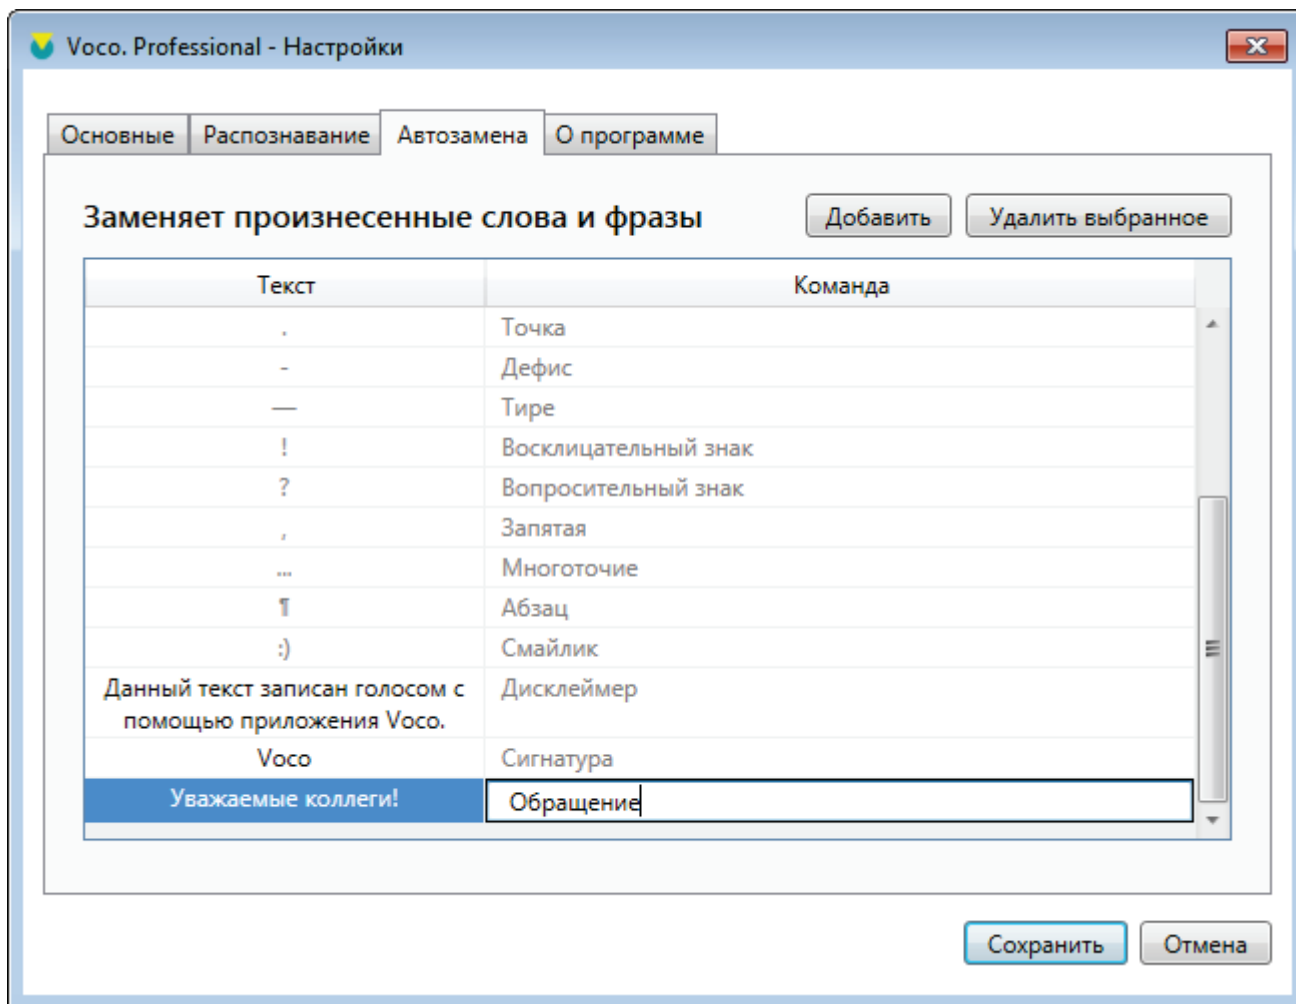 Voco. Professional - Настройки
Основные Распознавание Автозамена О программе
Заменяет произнесенные слова и фразы Добавить Удалить выбранное
Текст Команда
. Точка
- Дефис
— Тире
! Восклицательный знак
? Вопросительный знак
, Запятая
... Многоточие
¶ Абзац
:) Смайлик
Данный текст записан голосом с Дисклеймер
помощью приложения Voco.
Voco Сигнатура
Уважаемые коллеги! Обращение
Сохранить Отмена